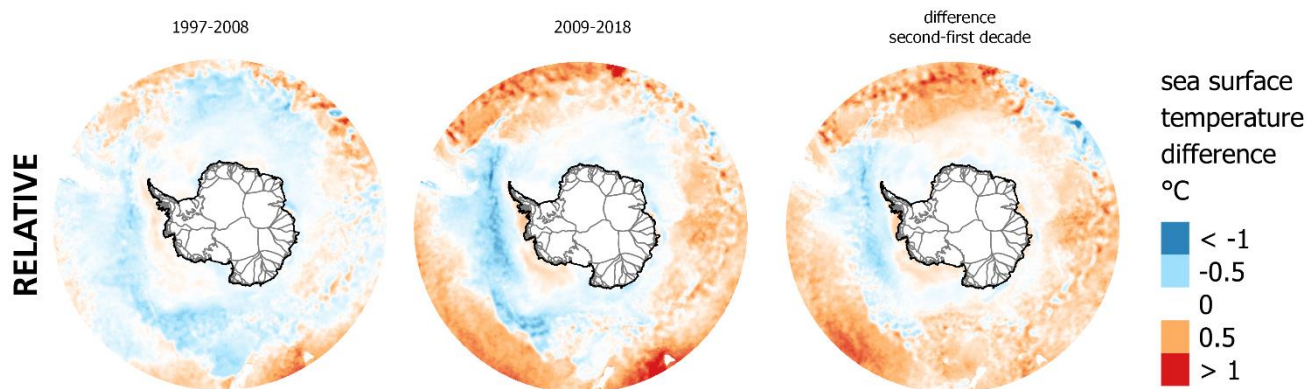 1997-2008
2009-2018
difference
second-first decade
RELATIVE
sea surface
temperature
difference
°C
< -1
-0.5
0
0.5
> 1